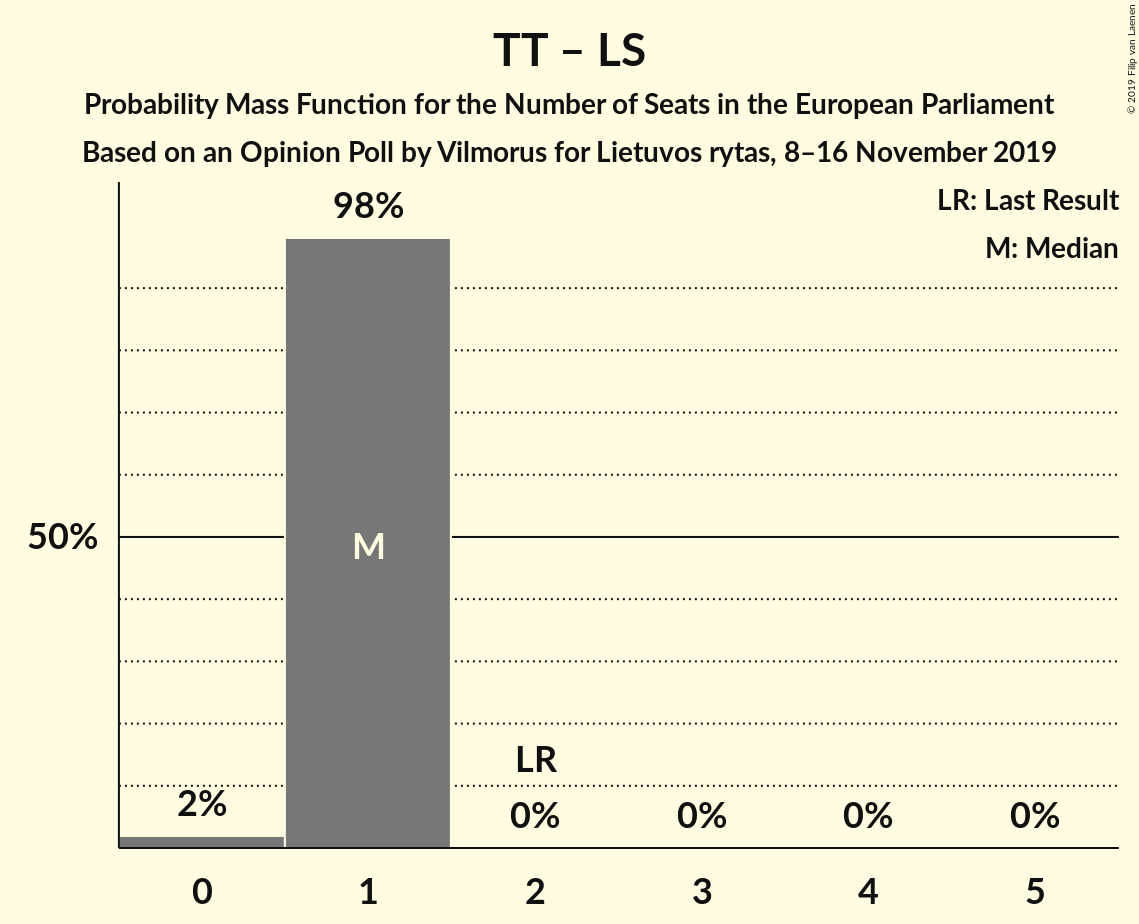 TT – LS
Probability Mass Function for the Number of Seats in the European Parliament
Based on an Opinion Poll by Vilmorus for Lietuvos rytas, 8–16 November 2019
© 2019 Filip van Laenen
LR: Last Result
M: Median
98%
50%
M
LR
2%
0%
0%
0%
0%
0 1 2 3 4 5